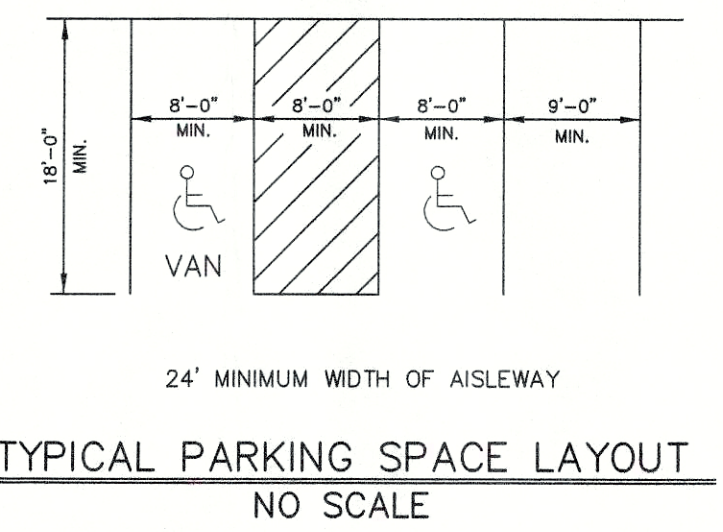 8'-0" 8'-0" 8'-0" 9'-0"
MIN. MIN. MIN. MIN.
18'-0"
MIN.
VAN
24' MINIMUM WIDTH OF AISLEWAY
TYPICAL PARKING SPACE LAYOUT
NO SCALE